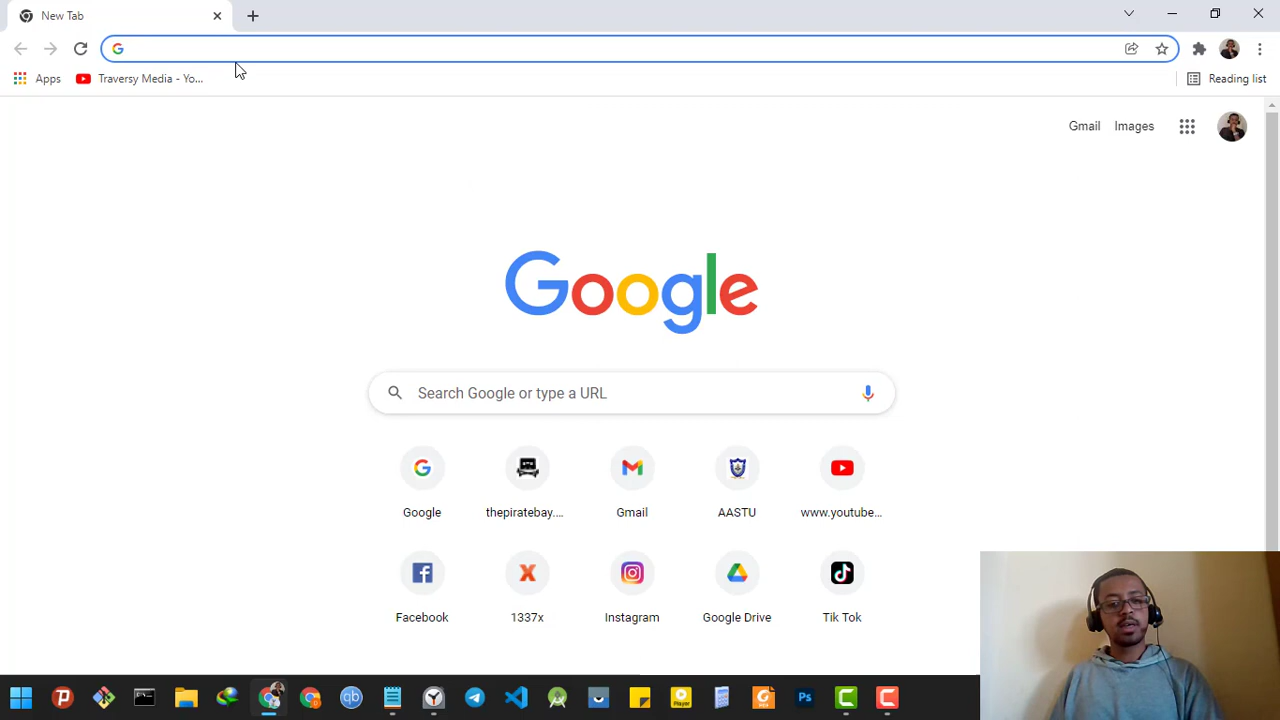 New Tab
Apps
Traversy Media - Yo...
Reading list
Gmail
Images
Google
Search Google or type a URL
Google
thepiratebay....
Gmail
AASTU
www.youtube...
Facebook
1337x
Instagram
Google Drive
Tik Tok